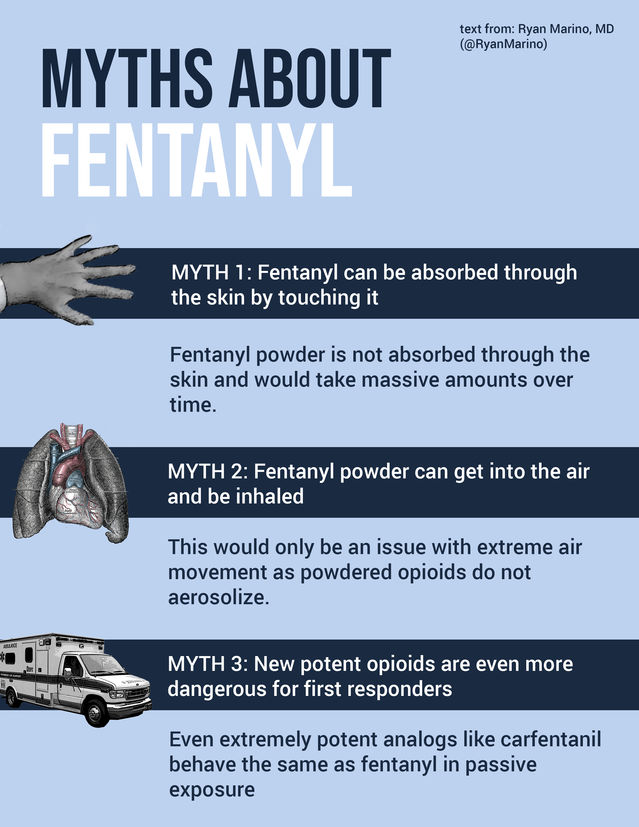 text from: Ryan Marino, MD
(@RyanMarino)
MYTHS ABOUT
FENTANYL
MYTH 1: Fentanyl can be absorbed through
the skin by touching it
Fentanyl powder is not absorbed through the
skin and would take massive amounts over
time.
MYTH 2: Fentanyl powder can get into the air
and be inhaled
This would only be an issue with extreme air
movement as powdered opioids do not
aerosolize.
MYTH 3: New potent opioids are even more
dangerous for first responders
Even extremely potent analogs like carfentanil
behave the same as fentanyl in passive
exposure